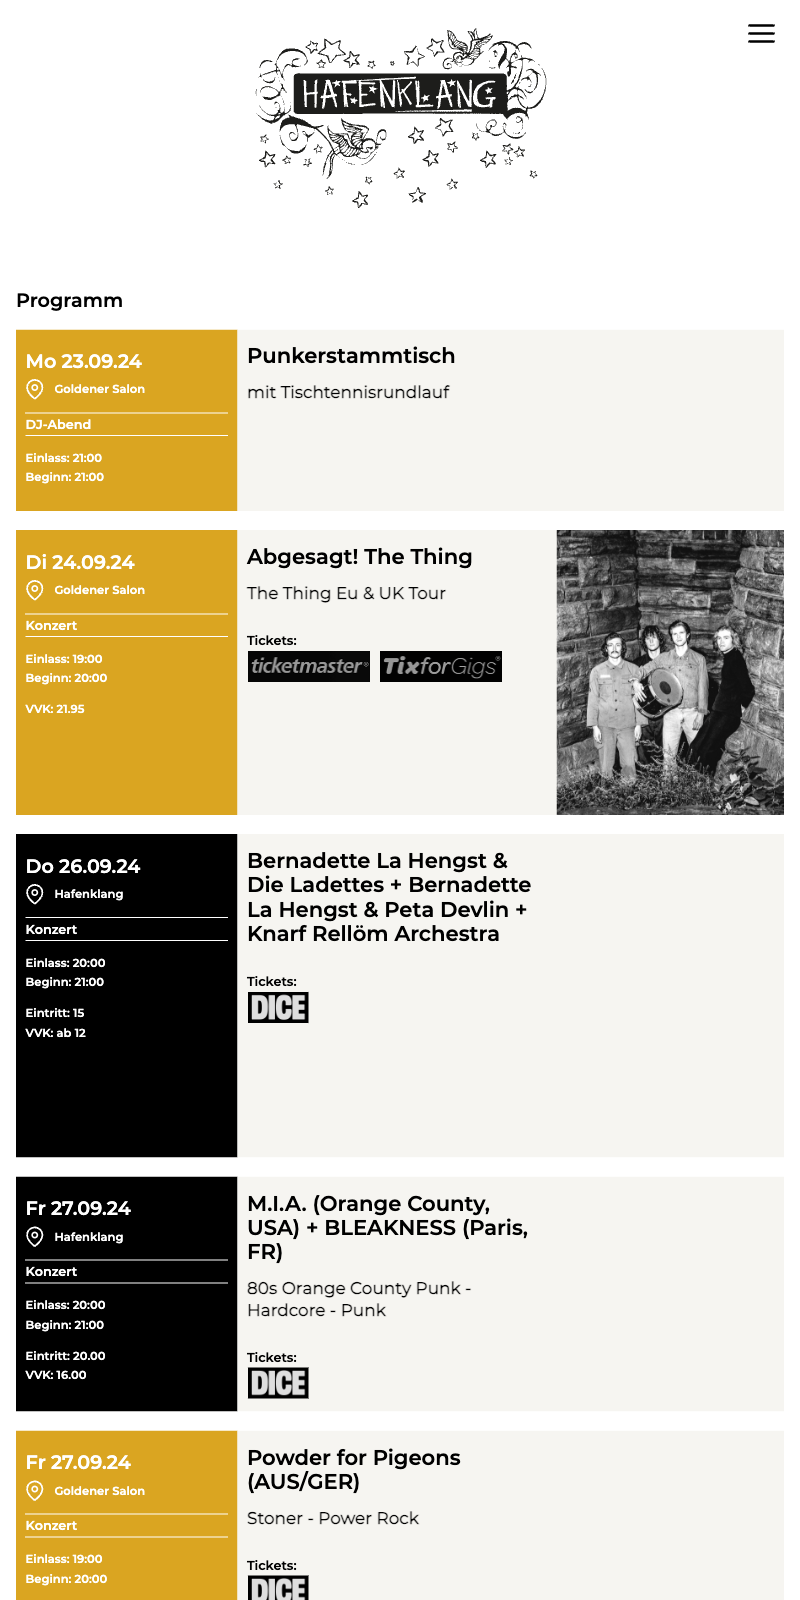 HAFENKLANG
Programm
Mo 23.09.24
Goldener Salon
DJ-Abend
Einlass: 21:00
Beginn: 21:00
Punkerstammtisch
mit Tischtennisrundlauf
Di 24.09.24
Goldener Salon
Konzert
Einlass: 19:00
Beginn: 20:00
VVK: 21.95
Abgesagt! The Thing
The Thing Eu & UK Tour
Tickets:
ticketmaster® TixforGigs®
Do 26.09.24
Hafenklang
Konzert
Einlass: 20:00
Beginn: 21:00
Eintritt: 15
VVK: ab 12
Bernadette La Hengst &
Die Ladettes + Bernadette
La Hengst & Peta Devlin +
Knarf Rellöm Archestra
Tickets:
DICE
Fr 27.09.24
Hafenklang
Konzert
Einlass: 20:00
Beginn: 21:00
Eintritt: 20.00
VVK: 16.00
M.I.A. (Orange County,
USA) + BLEAKNESS (Paris,
FR)
80s Orange County Punk -
Hardcore - Punk
Tickets:
DICE
Fr 27.09.24
Goldener Salon
Konzert
Einlass: 19:00
Beginn: 20:00
Powder for Pigeons
(AUS/GER)
Stoner - Power Rock
Tickets:
DICE